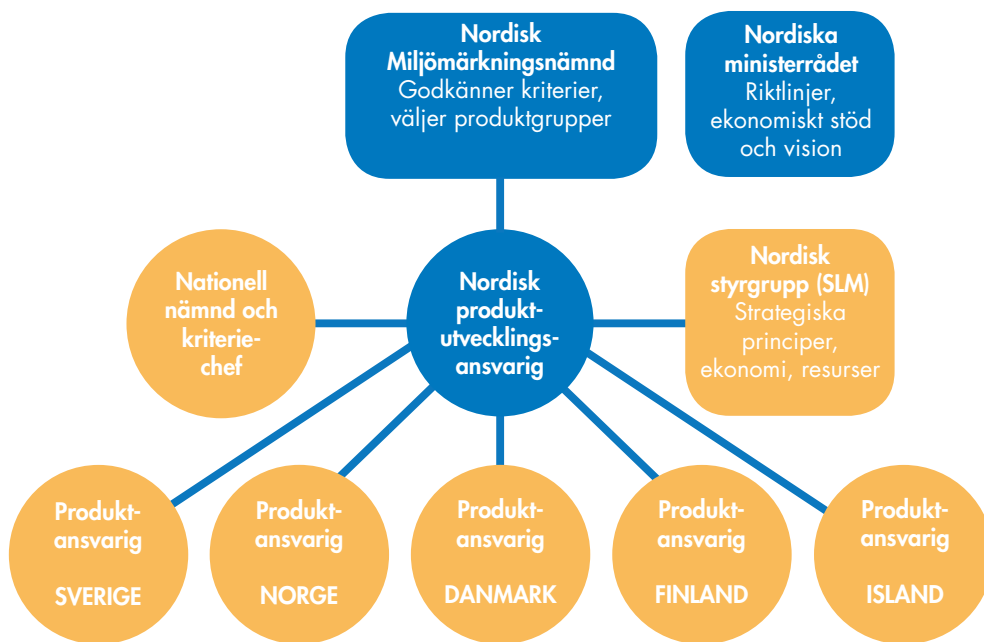 Nordisk
Miljömärkningsnämnd
Godkänner kriterier,
väljer produktgrupper
Nordiska
ministerrådet
Riktlinjer,
ekonomiskt stöd
och vision
Nationell
nämnd och
kriterie-
chef
Nordisk
produkt-
utvecklings-
ansvarig
Nordisk
styrgrupp (SLM)
Strategiska
principer,
ekonomi, resurser
Produkt-
ansvarig
SVERIGE
Produkt-
ansvarig
NORGE
Produkt-
ansvarig
DANMARK
Produkt-
ansvarig
FINLAND
Produkt-
ansvarig
ISLAND